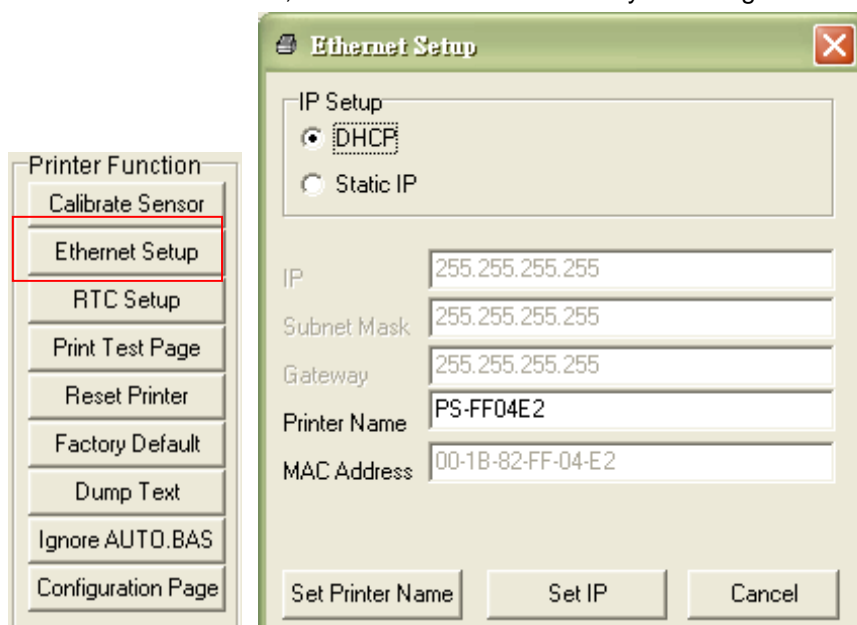 Printer Function
Calibrate Sensor
Ethernet Setup
RTC Setup
Print Test Page
Reset Printer
Factory Default
Dump Text
Ignore AUTO.BAS
Configuration Page
Ethernet Setup
IP Setup
DHCP
Static IP
IP 255.255.255.255
Subnet Mask 255.255.255.255
Gateway 255.255.255.255
Printer Name PS-FF04E2
MAC Address 00-1B-82-FF-04-E2
Set Printer Name Set IP Cancel